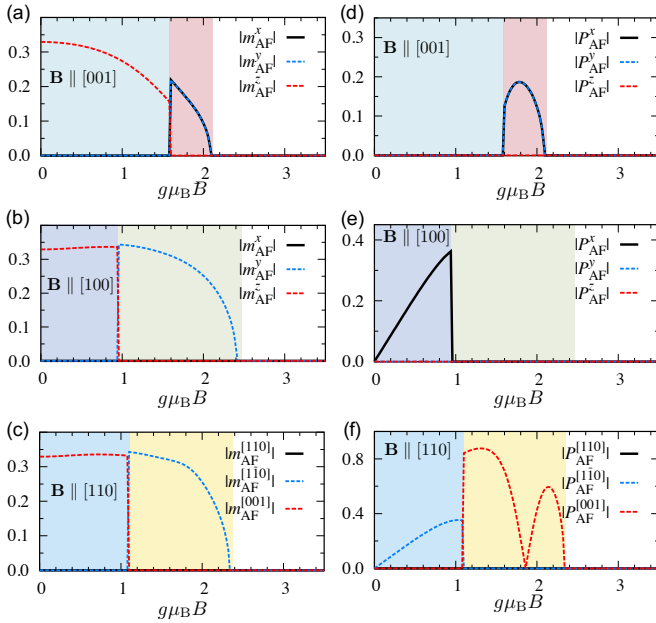 (a)
0.3
0.2
0.1
0.0
B ∥ [001]
|m^x_AF|
|m^y_AF|
|m^z_AF|
0 1 2 3
gμ_B B
(d)
0.3
0.2
0.1
0.0
B ∥ [001]
|P^x_AF|
|P^y_AF|
|P^z_AF|
0 1 2 3
gμ_B B
(b)
0.3
0.2
0.1
0.0
B ∥ [100]
|m^x_AF|
|m^y_AF|
|m^z_AF|
0 1 2 3
gμ_B B
(e)
0.4
0.2
0.0
B ∥ [100]
|P^x_AF|
|P^y_AF|
|P^z_AF|
0 1 2 3
gμ_B B
(c)
0.3
0.2
0.1
0.0
B ∥ [110]
|m^[110]_AF|
|m^[11̄0]_AF|
|m^[001]_AF|
0 1 2 3
gμ_B B
(f)
0.8
0.4
0.0
B ∥ [110]
|P^[110]_AF|
|P^[11̄0]_AF|
|P^[001]_AF|
0 1 2 3
gμ_B B